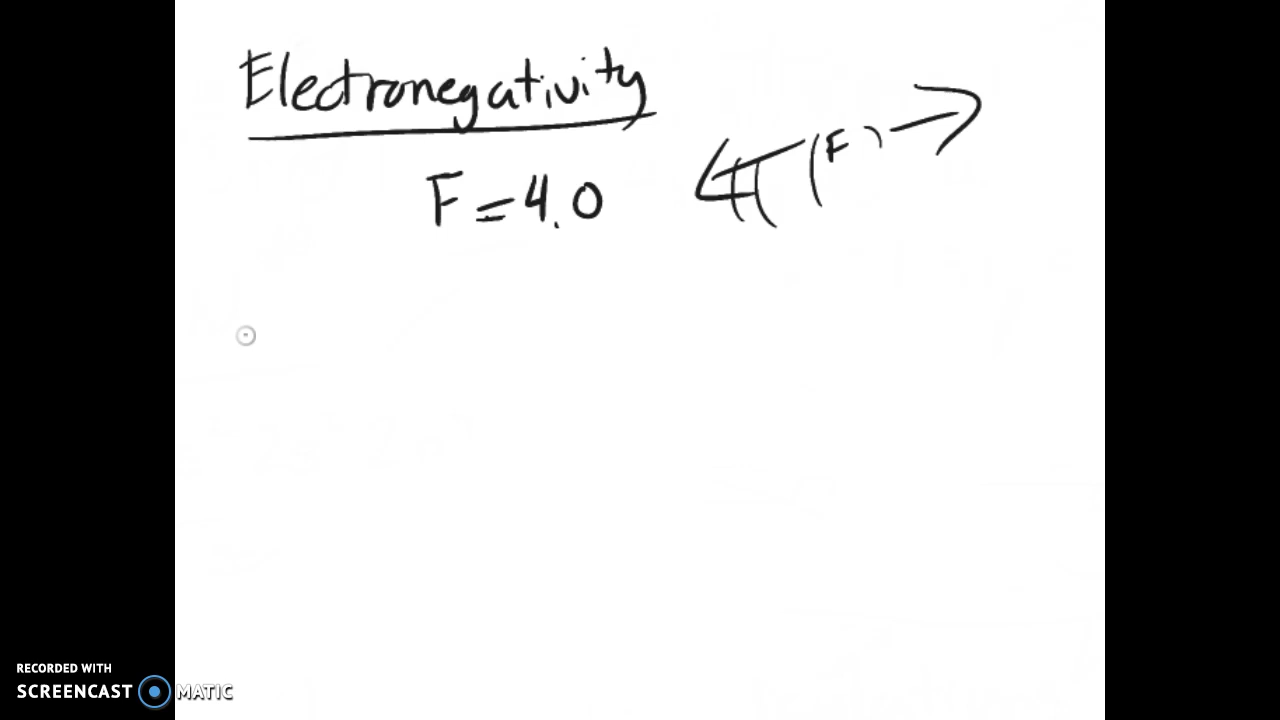 Electronegativity
F = 4.0
(F)
RECORDED WITH
SCREENCAST MATIC